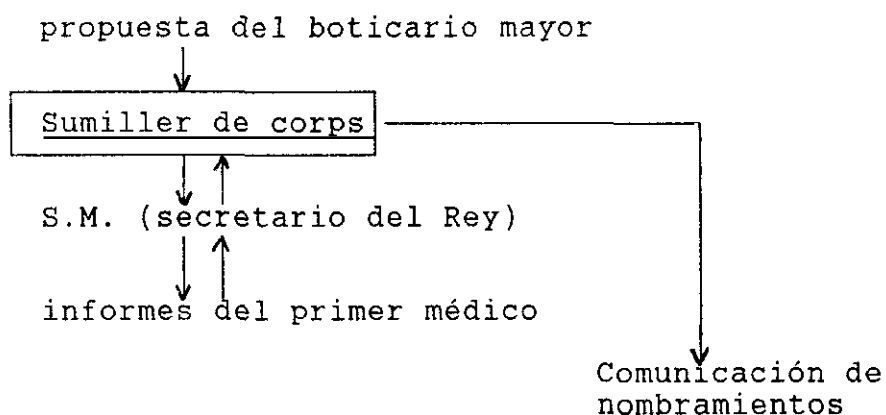 propuesta del boticario mayor
Sumiller de corps
S.M. (secretario del Rey)
informes del primer médico
Comunicación de
nombramientos